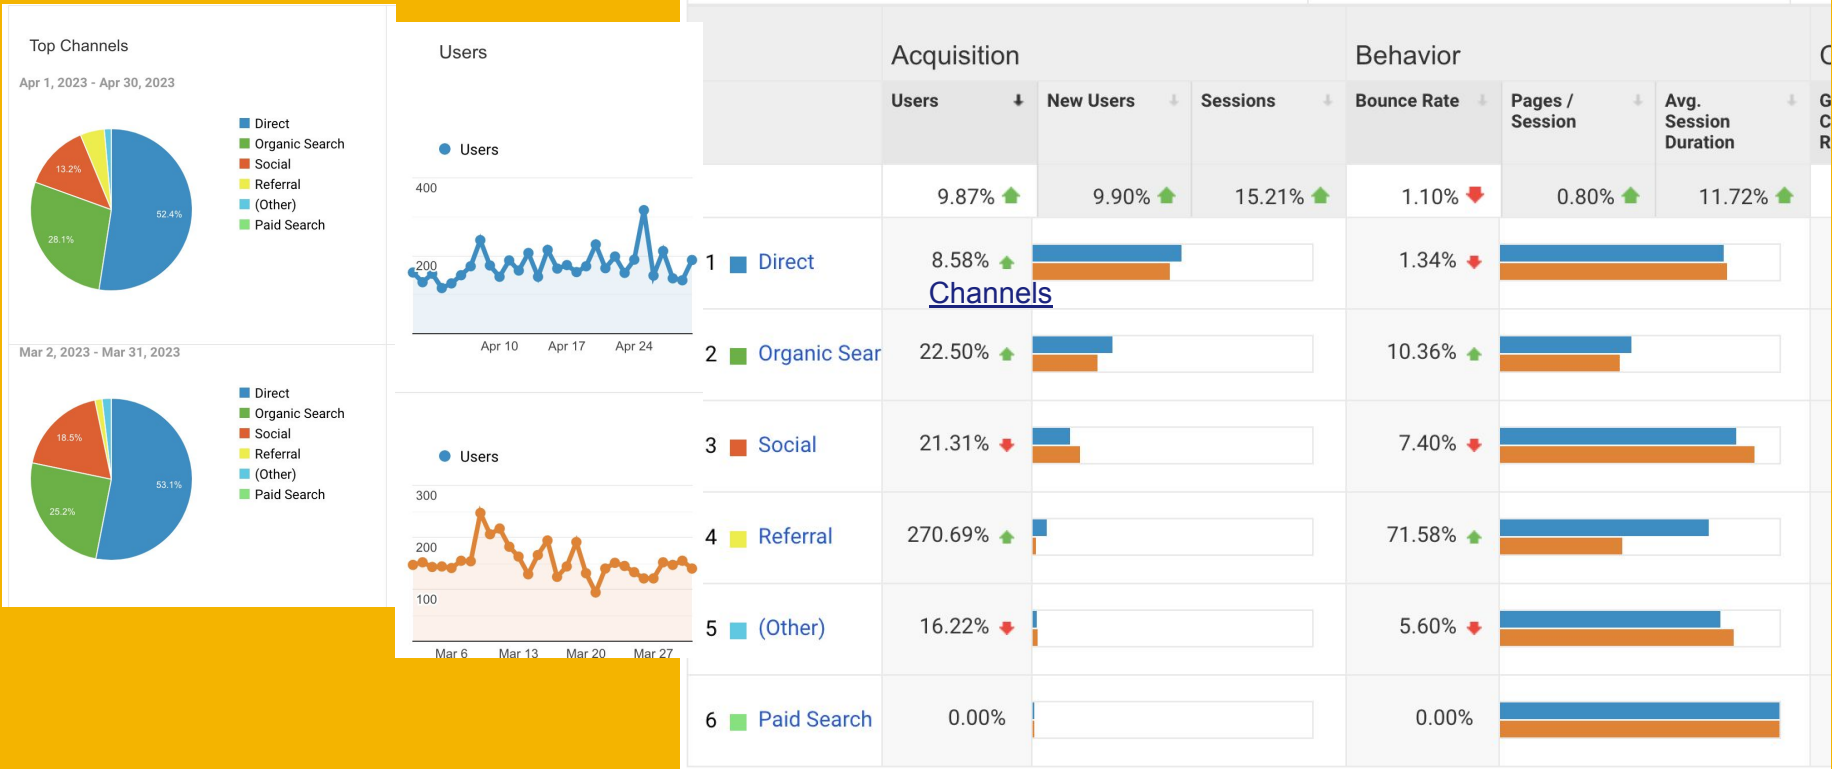 Top Channels
Apr 1, 2023 - Apr 30, 2023
Direct
Organic Search
Social
Referral
(Other)
Paid Search
13.2%
52.4%
28.1%
Mar 2, 2023 - Mar 31, 2023
Direct
Organic Search
Social
Referral
(Other)
Paid Search
18.5%
53.1%
25.2%
Users
Users
400
200
Apr 10 Apr 17 Apr 24
Users
300
200
100
Mar 6 Mar 13 Mar 20 Mar 27
Acquisition Behavior C
Users New Users Sessions Bounce Rate Pages / Avg. G
Session Session C
Duration R
9.87% 9.90% 15.21% 1.10% 0.80% 11.72%
1 Direct 8.58% 1.34%
Channels
2 Organic Sear 22.50% 10.36%
3 Social 21.31% 7.40%
4 Referral 270.69% 71.58%
5 (Other) 16.22% 5.60%
6 Paid Search 0.00% 0.00%